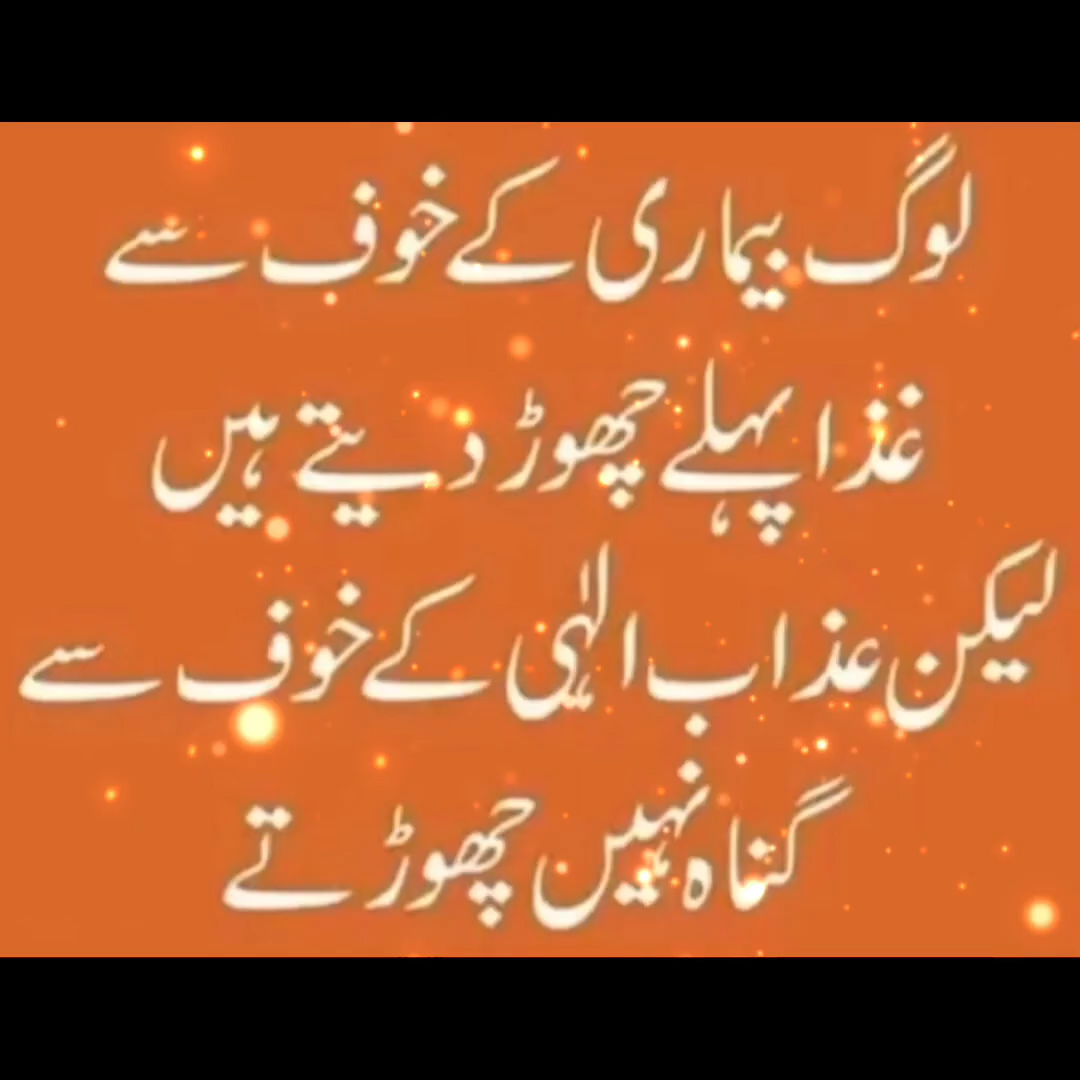 لوگ بیماری کے خوف سے
غذا پہلے چھوڑ دیتے ہیں
لیکن عذاب الٰہی کے خوف سے
گناہ نہیں چھوڑتے